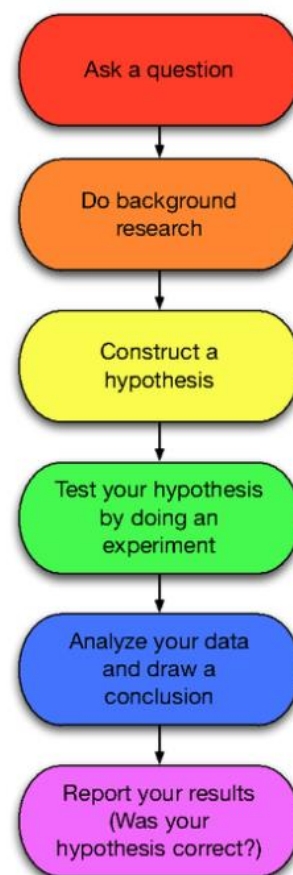 Ask a question
Do background
research
Construct a
hypothesis
Test your hypothesis
by doing an
experiment
Analyze your data
and draw a
conclusion
Report your results
(Was your
hypothesis correct?)